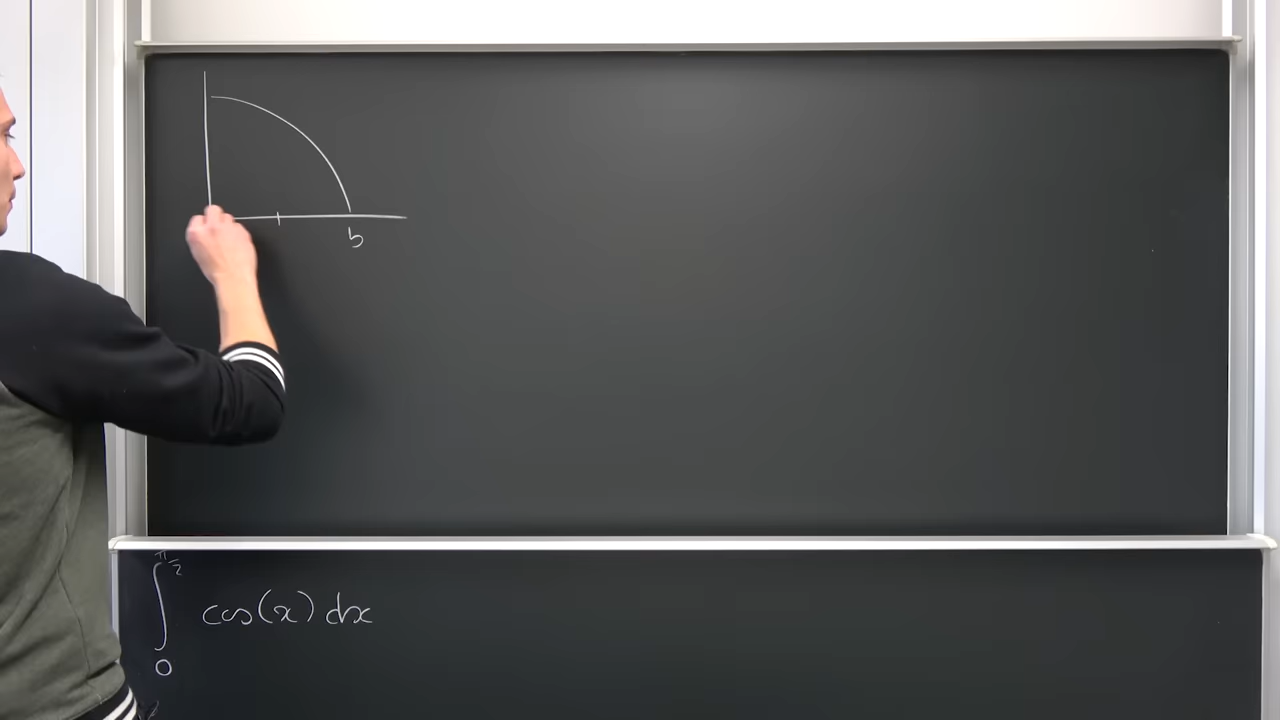 b
π/2
∫ cos(x) dx
0